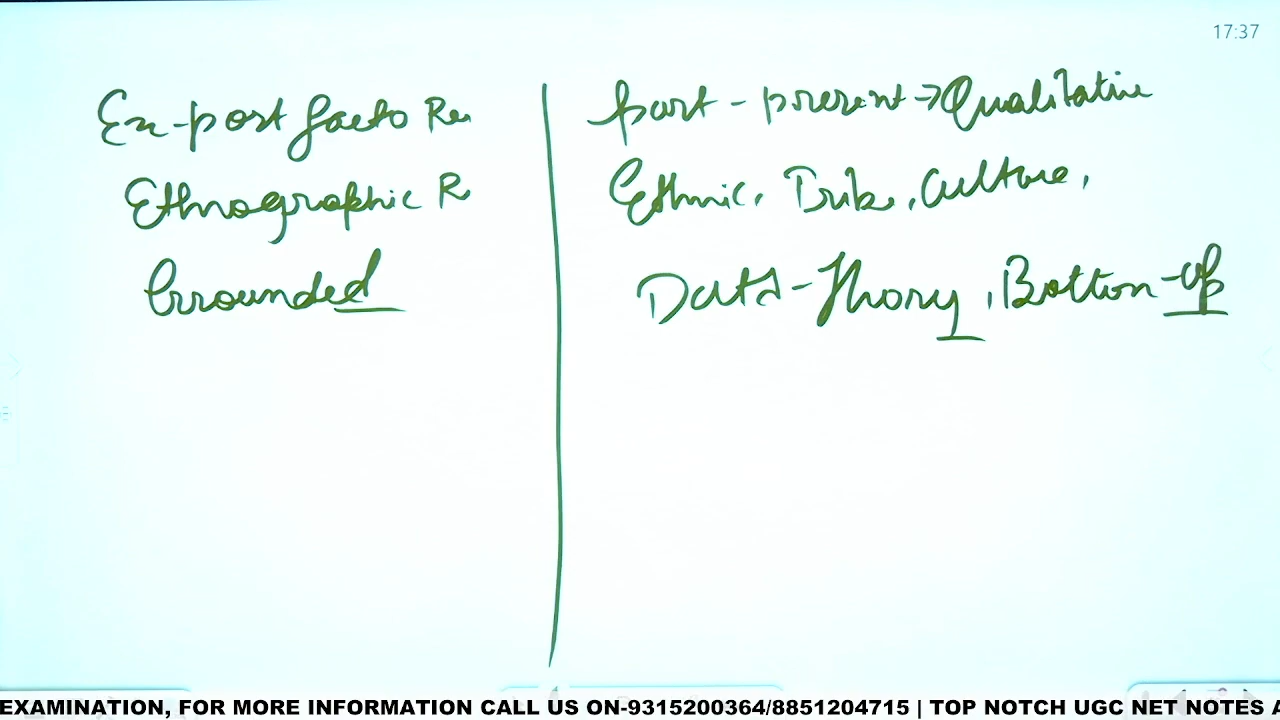 17:37
Ex-post facto Res
past - present → Qualitative
Ethnographic R
Ethnic, Tribe, Culture,
Grounded
Data - Thory, Bottom-up
EXAMINATION, FOR MORE INFORMATION CALL US ON-9315200364/8851204715 | TOP NOTCH UGC NET NOTES A